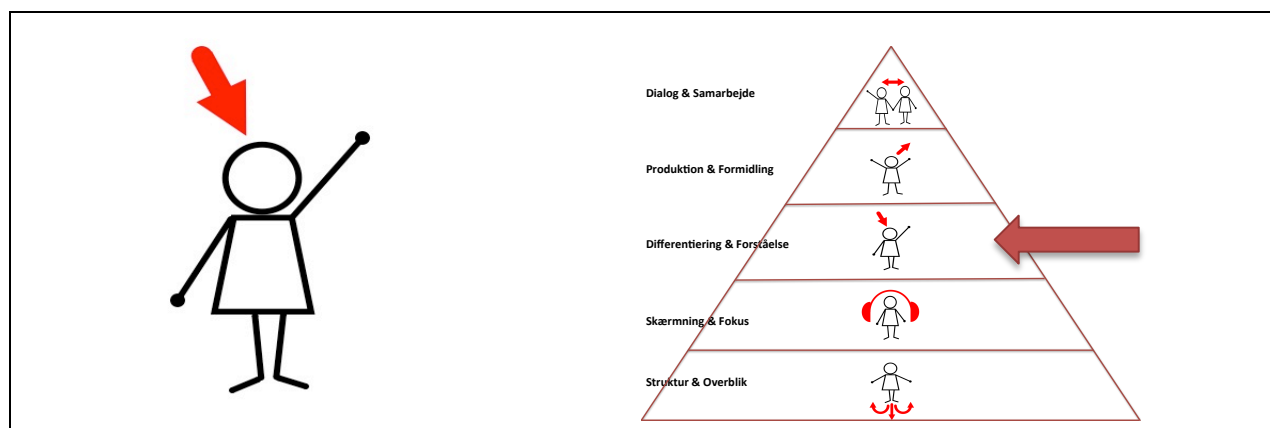 Dialog & Samarbejde
Produktion & Formidling
Differentiering & Forståelse
Skærmning & Fokus
Struktur & Overblik